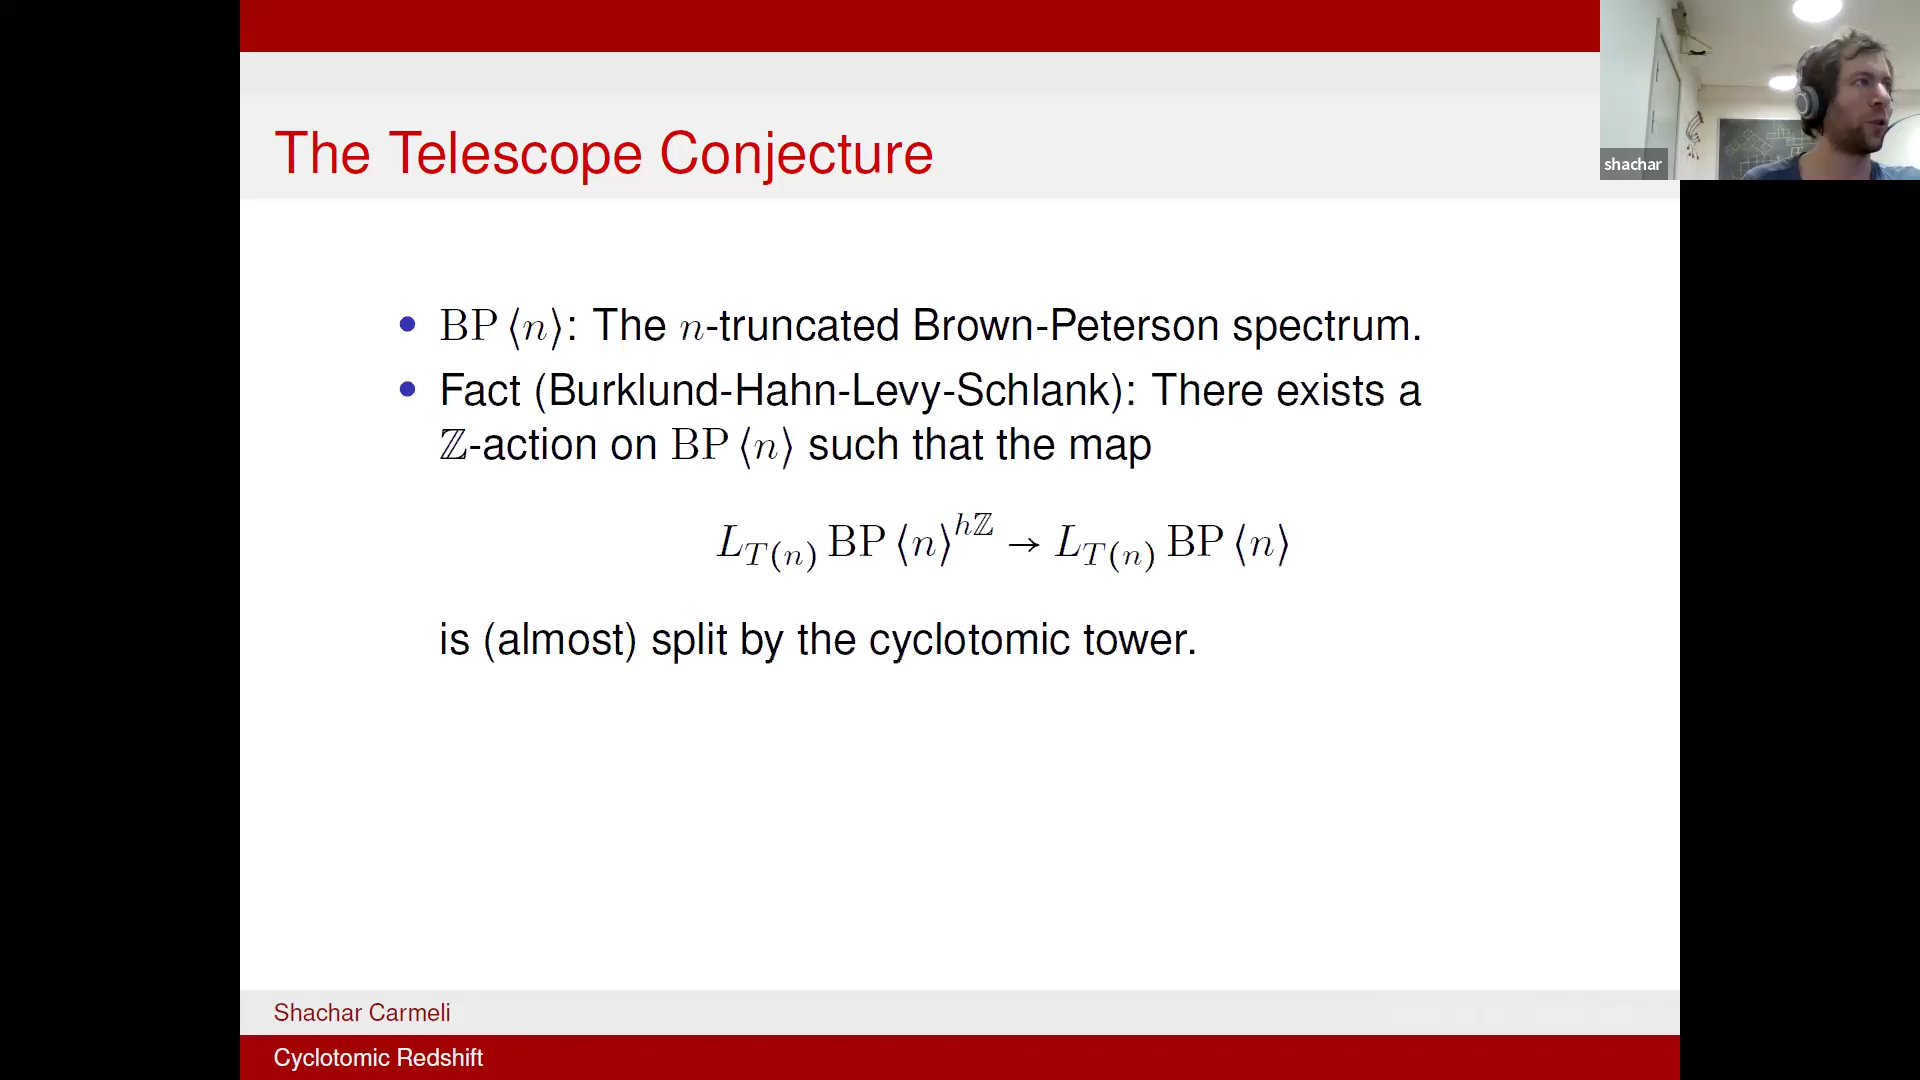 The Telescope Conjecture
shachar
• BP ⟨n⟩: The n-truncated Brown-Peterson spectrum.
• Fact (Burklund-Hahn-Levy-Schlank): There exists a
ℤ-action on BP ⟨n⟩ such that the map
L_{T(n)} BP ⟨n⟩^{hℤ} → L_{T(n)} BP ⟨n⟩
is (almost) split by the cyclotomic tower.
Shachar Carmeli
Cyclotomic Redshift